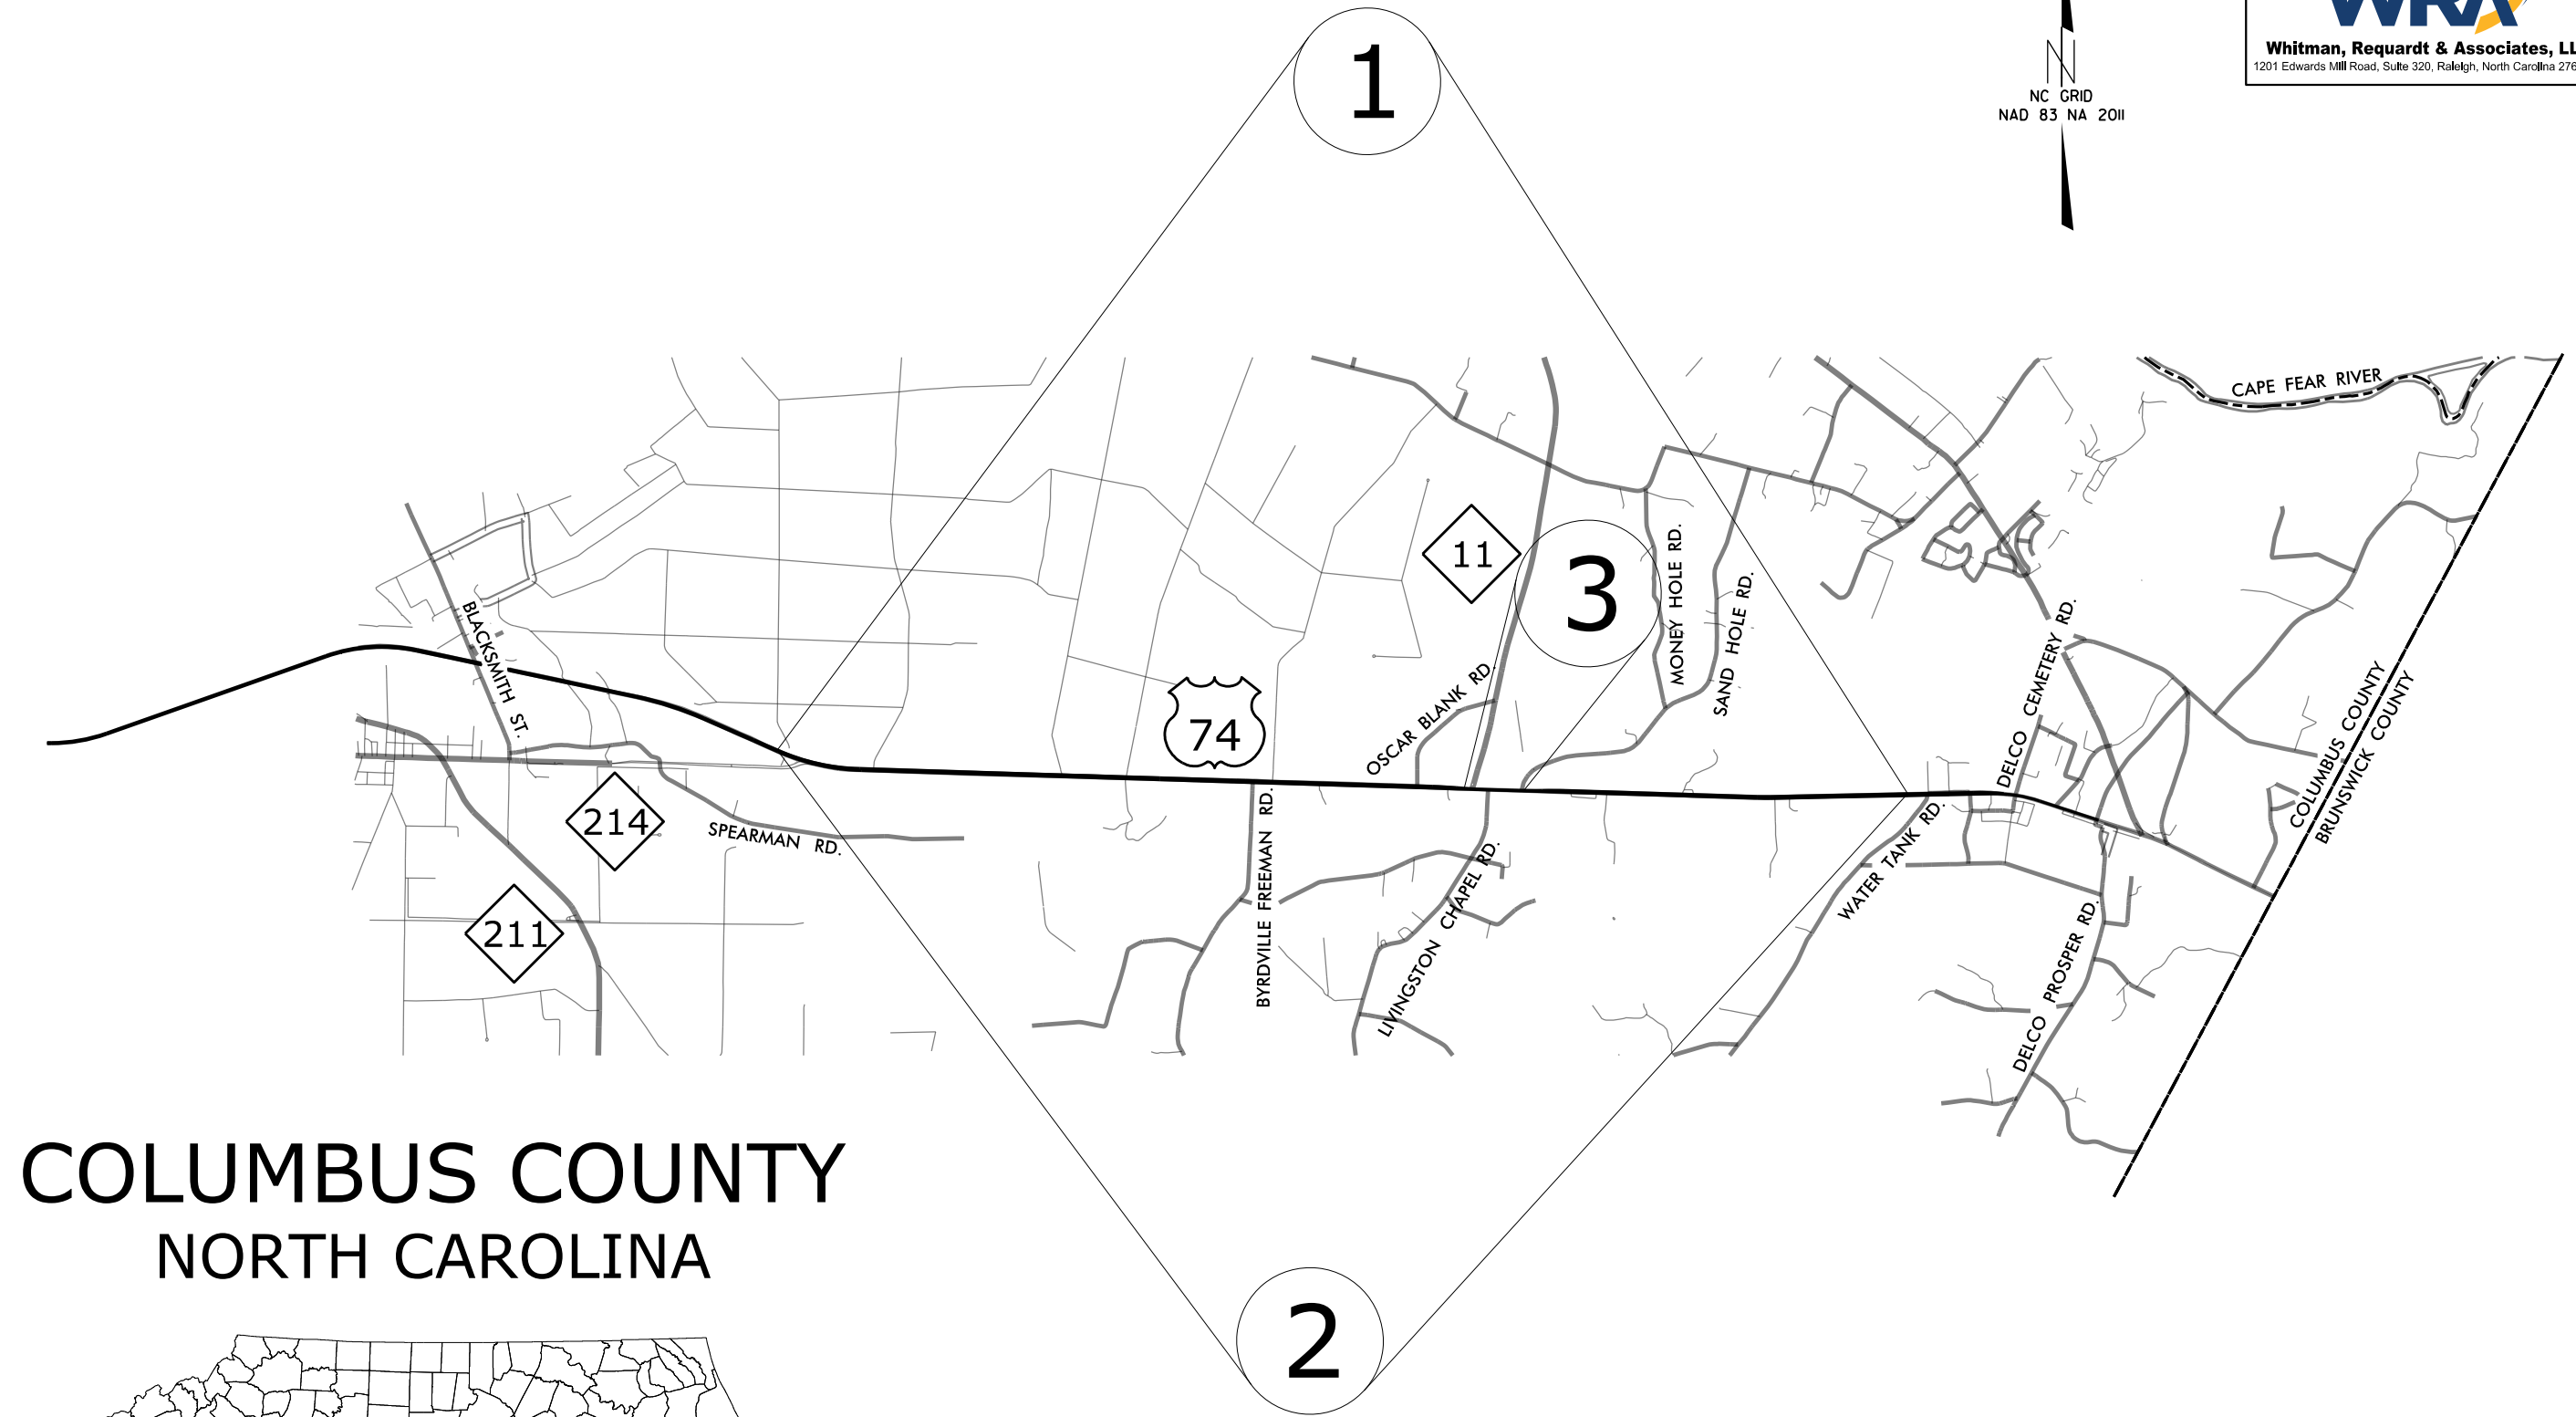 1
WRA
Whitman, Requardt & Associates, LL
1201 Edwards Mill Road, Suite 320, Raleigh, North Carolina 276
N
NC GRID
NAD 83 NA 2011
CAPE FEAR RIVER
11
3
MONEY HOLE RD.
SAND HOLE RD.
BLACKSMITH ST.
OSCAR BLANK RD.
74
DELCO CEMETERY RD.
COLUMBUS COUNTY
BRUNSWICK COUNTY
214
SPEARMAN RD.
211
BYRDVILLE FREEMAN RD.
LIVINGSTON CHAPEL RD.
WATER TANK RD.
DELCO PROSPER RD.
COLUMBUS COUNTY
NORTH CAROLINA
2